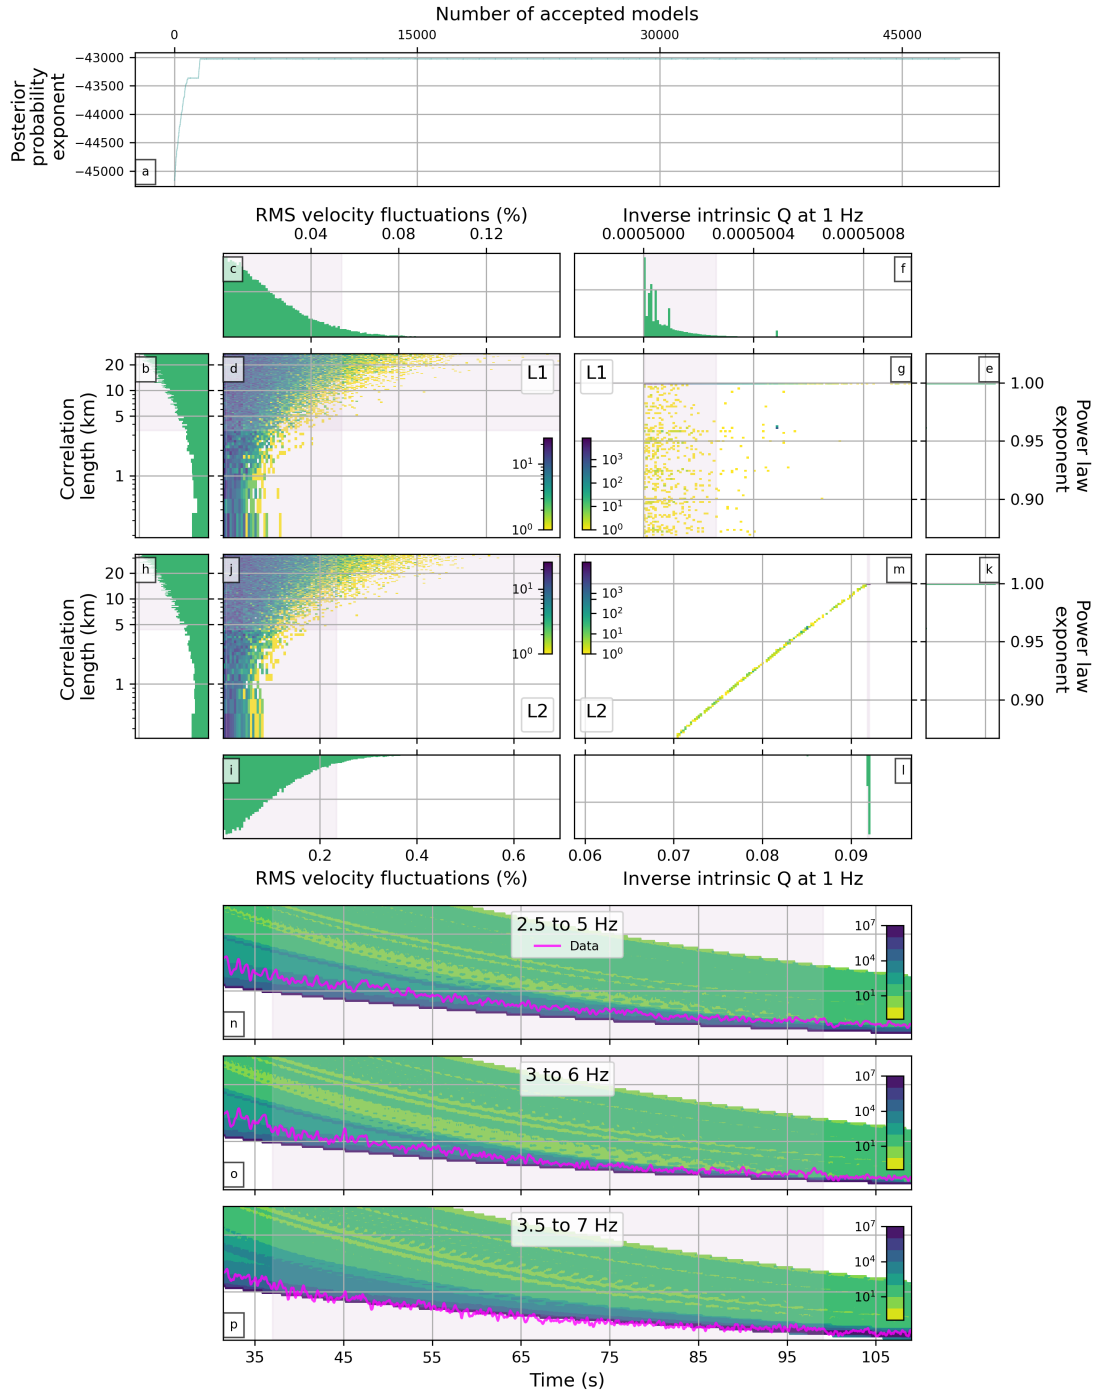 Number of accepted models
0 15000 30000 45000
Posterior
probability
exponent
−43000
−43500
−44000
−44500
−45000
a
RMS velocity fluctuations (%)
0.04 0.08 0.12
Inverse intrinsic Q at 1 Hz
0.0005000 0.0005004 0.0005008
c
f
Correlation
length (km)
20
10
5
1
b
d
L1
10¹
10⁰
L1
g
10³
10²
10¹
10⁰
e
1.00
0.95
0.90
Power law
exponent
Correlation
length (km)
20
10
5
1
h
j
10¹
10⁰
L2
m
10³
10²
10¹
10⁰
L2
k
1.00
0.95
0.90
Power law
exponent
i
l
0.2 0.4 0.6
RMS velocity fluctuations (%)
0.06 0.07 0.08 0.09
Inverse intrinsic Q at 1 Hz
2.5 to 5 Hz
Data
10⁷
10⁴
10¹
n
3 to 6 Hz
10⁷
10⁴
10¹
o
3.5 to 7 Hz
10⁷
10⁴
10¹
p
35 45 55 65 75 85 95 105
Time (s)